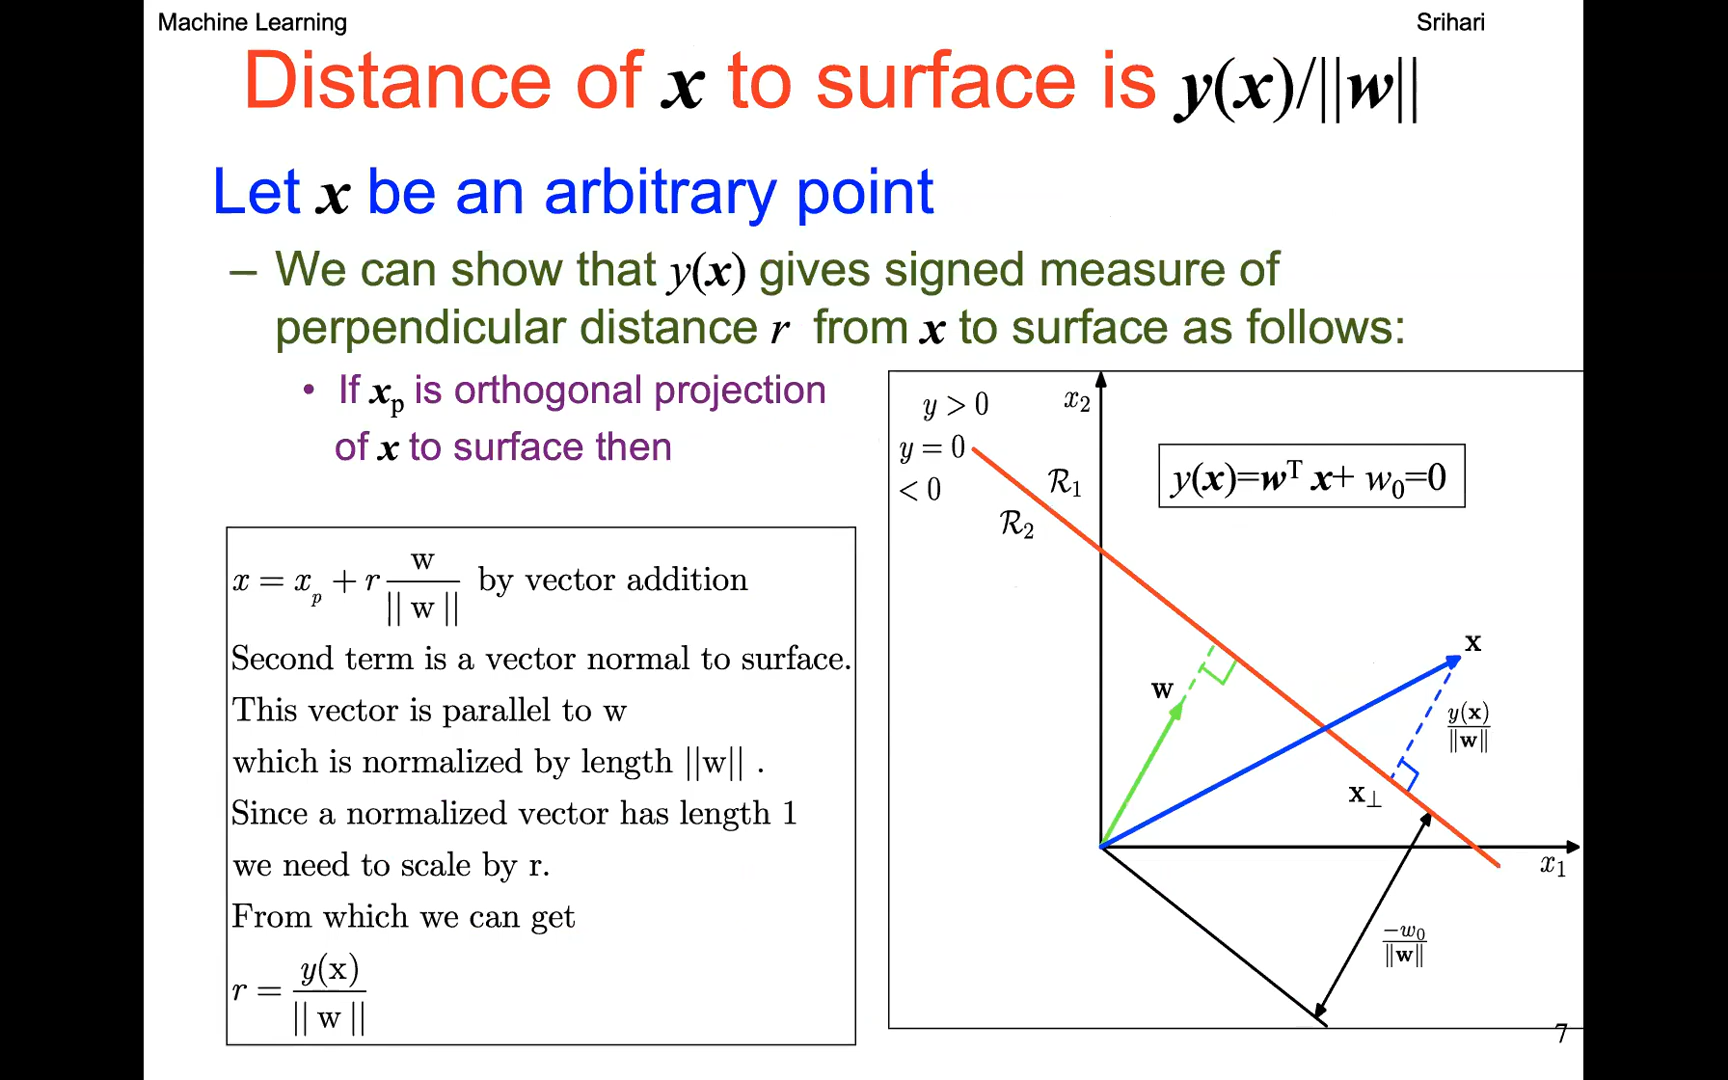 Machine Learning
Srihari
Distance of x to surface is y(x)/||w||
Let x be an arbitrary point
– We can show that y(x) gives signed measure of
perpendicular distance r from x to surface as follows:
• If xₚ is orthogonal projection
of x to surface then
x = xₚ + r w / || w || by vector addition
Second term is a vector normal to surface.
This vector is parallel to w
which is normalized by length ||w|| .
Since a normalized vector has length 1
we need to scale by r.
From which we can get
r = y(x) / || w ||
y > 0
x₂
y = 0
< 0
R₁
R₂
y(x)=wᵀ x+ w₀=0
x
w
y(x) / ‖w‖
x⊥
x₁
−w₀ / ‖w‖
7